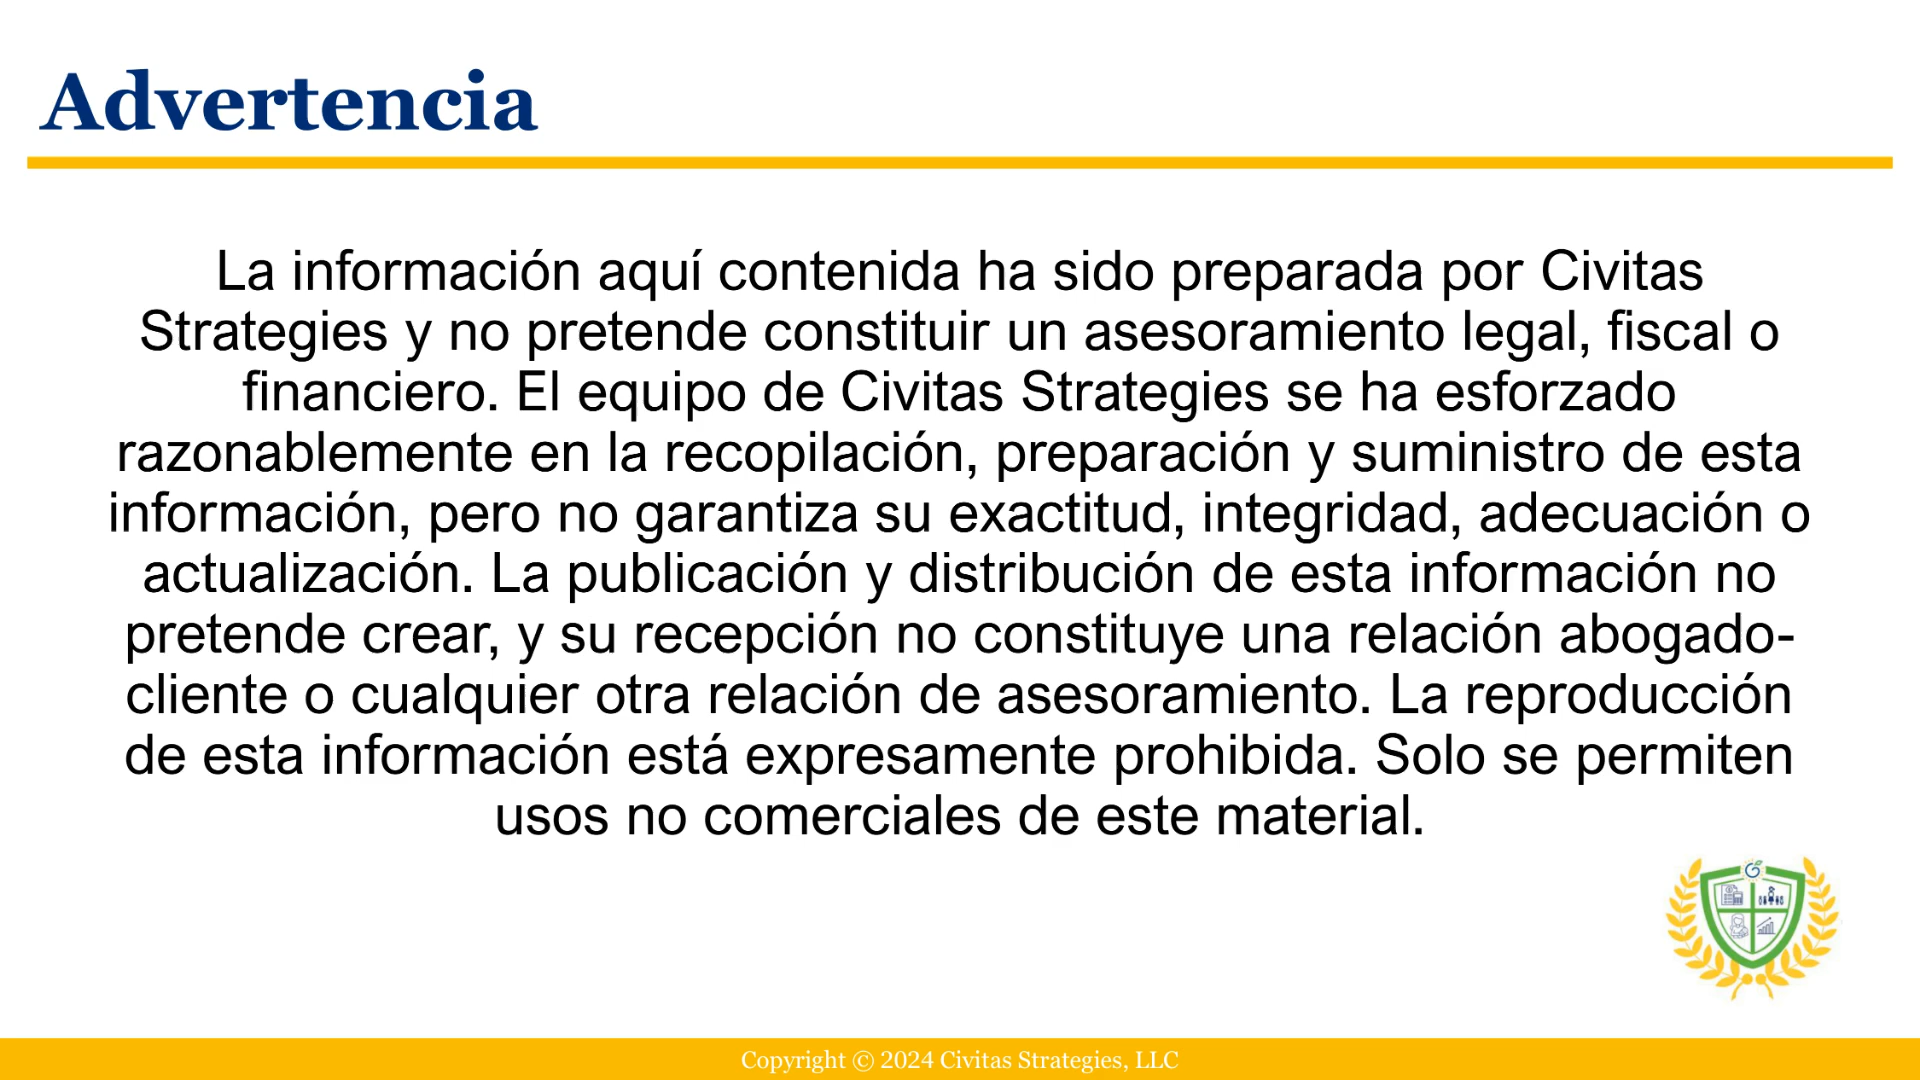 Advertencia
La información aquí contenida ha sido preparada por Civitas
Strategies y no pretende constituir un asesoramiento legal, fiscal o
financiero. El equipo de Civitas Strategies se ha esforzado
razonablemente en la recopilación, preparación y suministro de esta
información, pero no garantiza su exactitud, integridad, adecuación o
actualización. La publicación y distribución de esta información no
pretende crear, y su recepción no constituye una relación abogado-
cliente o cualquier otra relación de asesoramiento. La reproducción
de esta información está expresamente prohibida. Solo se permiten
usos no comerciales de este material.
Copyright © 2024 Civitas Strategies, LLC